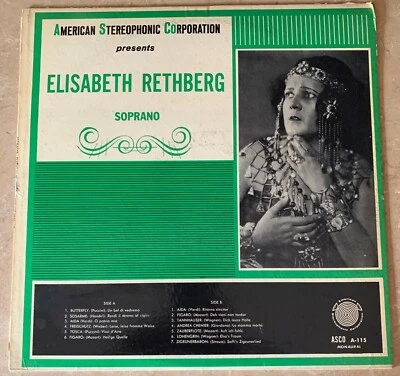 AMERICAN STEREOPHONIC CORPORATION
presents
ELISABETH RETHBERG
SOPRANO
SIDE A
1. BUTTERFLY (Puccini) Un bel di vedremo
2. SOSARME (Handel) Rendi il sereno al ciglio
3. AIDA (Verdi) O patria mia
4. FREISCHUTZ (Weber) Leise, leise fromme Weise
5. TOSCA (Puccini) Vissi d'Arte
6. FIGARO (Mozart) Heil'ge Quelle
SIDE B
1. AIDA (Verdi) Ritorna vincitor
2. FIGARO (Mozart) Deh vieni non tardar
3. TANNHAUSER (Wagner) Dich teure Halle
4. ANDREA CHENIER (Giordano) La mamma morta
5. ZAUBERFLOTE (Mozart) Ach ich fuhls
6. LOHENGRIN (Wagner) Elsa's Traum
7. ZIGEUNERBARON (Strauss) Saffi's Zigeunerlied
ASCO A-115